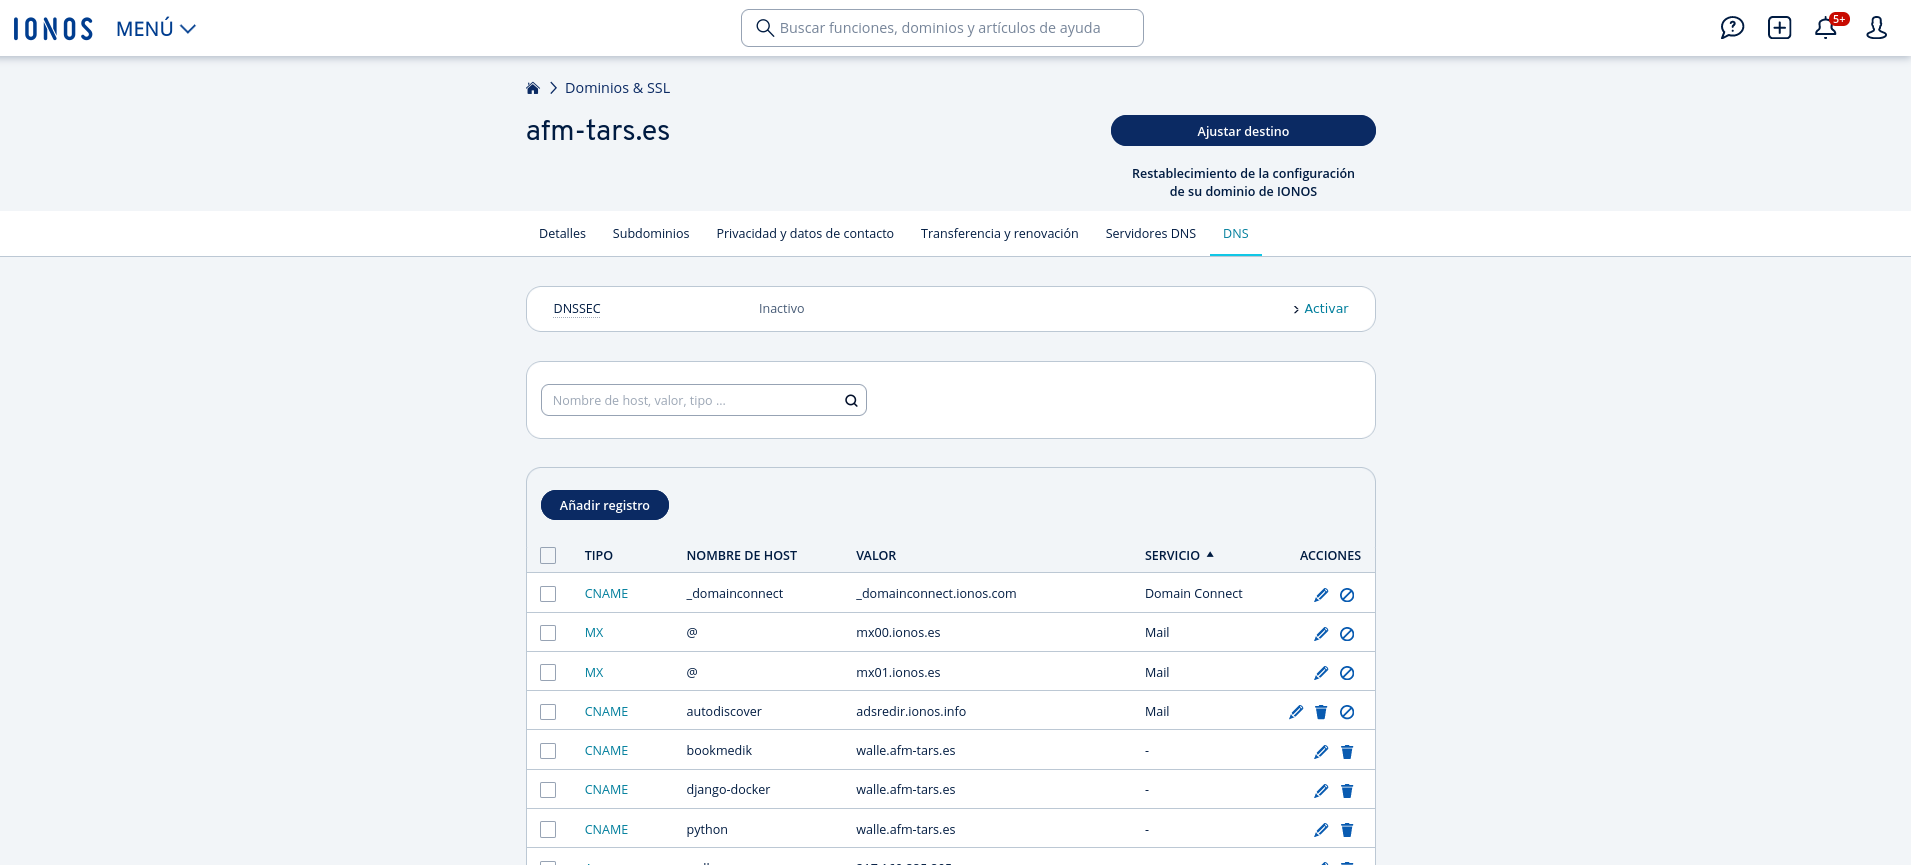 IONOS MENÚ Buscar funciones, dominios y artículos de ayuda 5+
Dominios & SSL
afm-tars.es Ajustar destino
Restablecimiento de la configuración
de su dominio de IONOS
Detalles Subdominios Privacidad y datos de contacto Transferencia y renovación Servidores DNS DNS
DNSSEC Inactivo Activar
Nombre de host, valor, tipo ...
Añadir registro
TIPO NOMBRE DE HOST VALOR SERVICIO ACCIONES
CNAME _domainconnect _domainconnect.ionos.com Domain Connect
MX @ mx00.ionos.es Mail
MX @ mx01.ionos.es Mail
CNAME autodiscover adsredir.ionos.info Mail
CNAME bookmedik walle.afm-tars.es -
CNAME django-docker walle.afm-tars.es -
CNAME python walle.afm-tars.es -